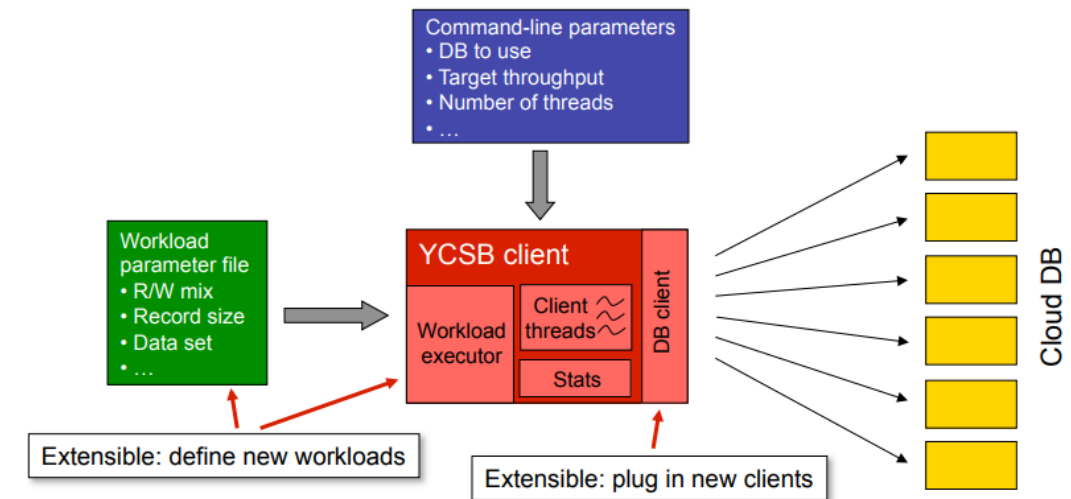 Command-line parameters
• DB to use
• Target throughput
• Number of threads
• …
Workload
parameter file
• R/W mix
• Record size
• Data set
• …
YCSB client
Workload
executor
Client
threads
Stats
DB client
Cloud DB
Extensible: define new workloads
Extensible: plug in new clients